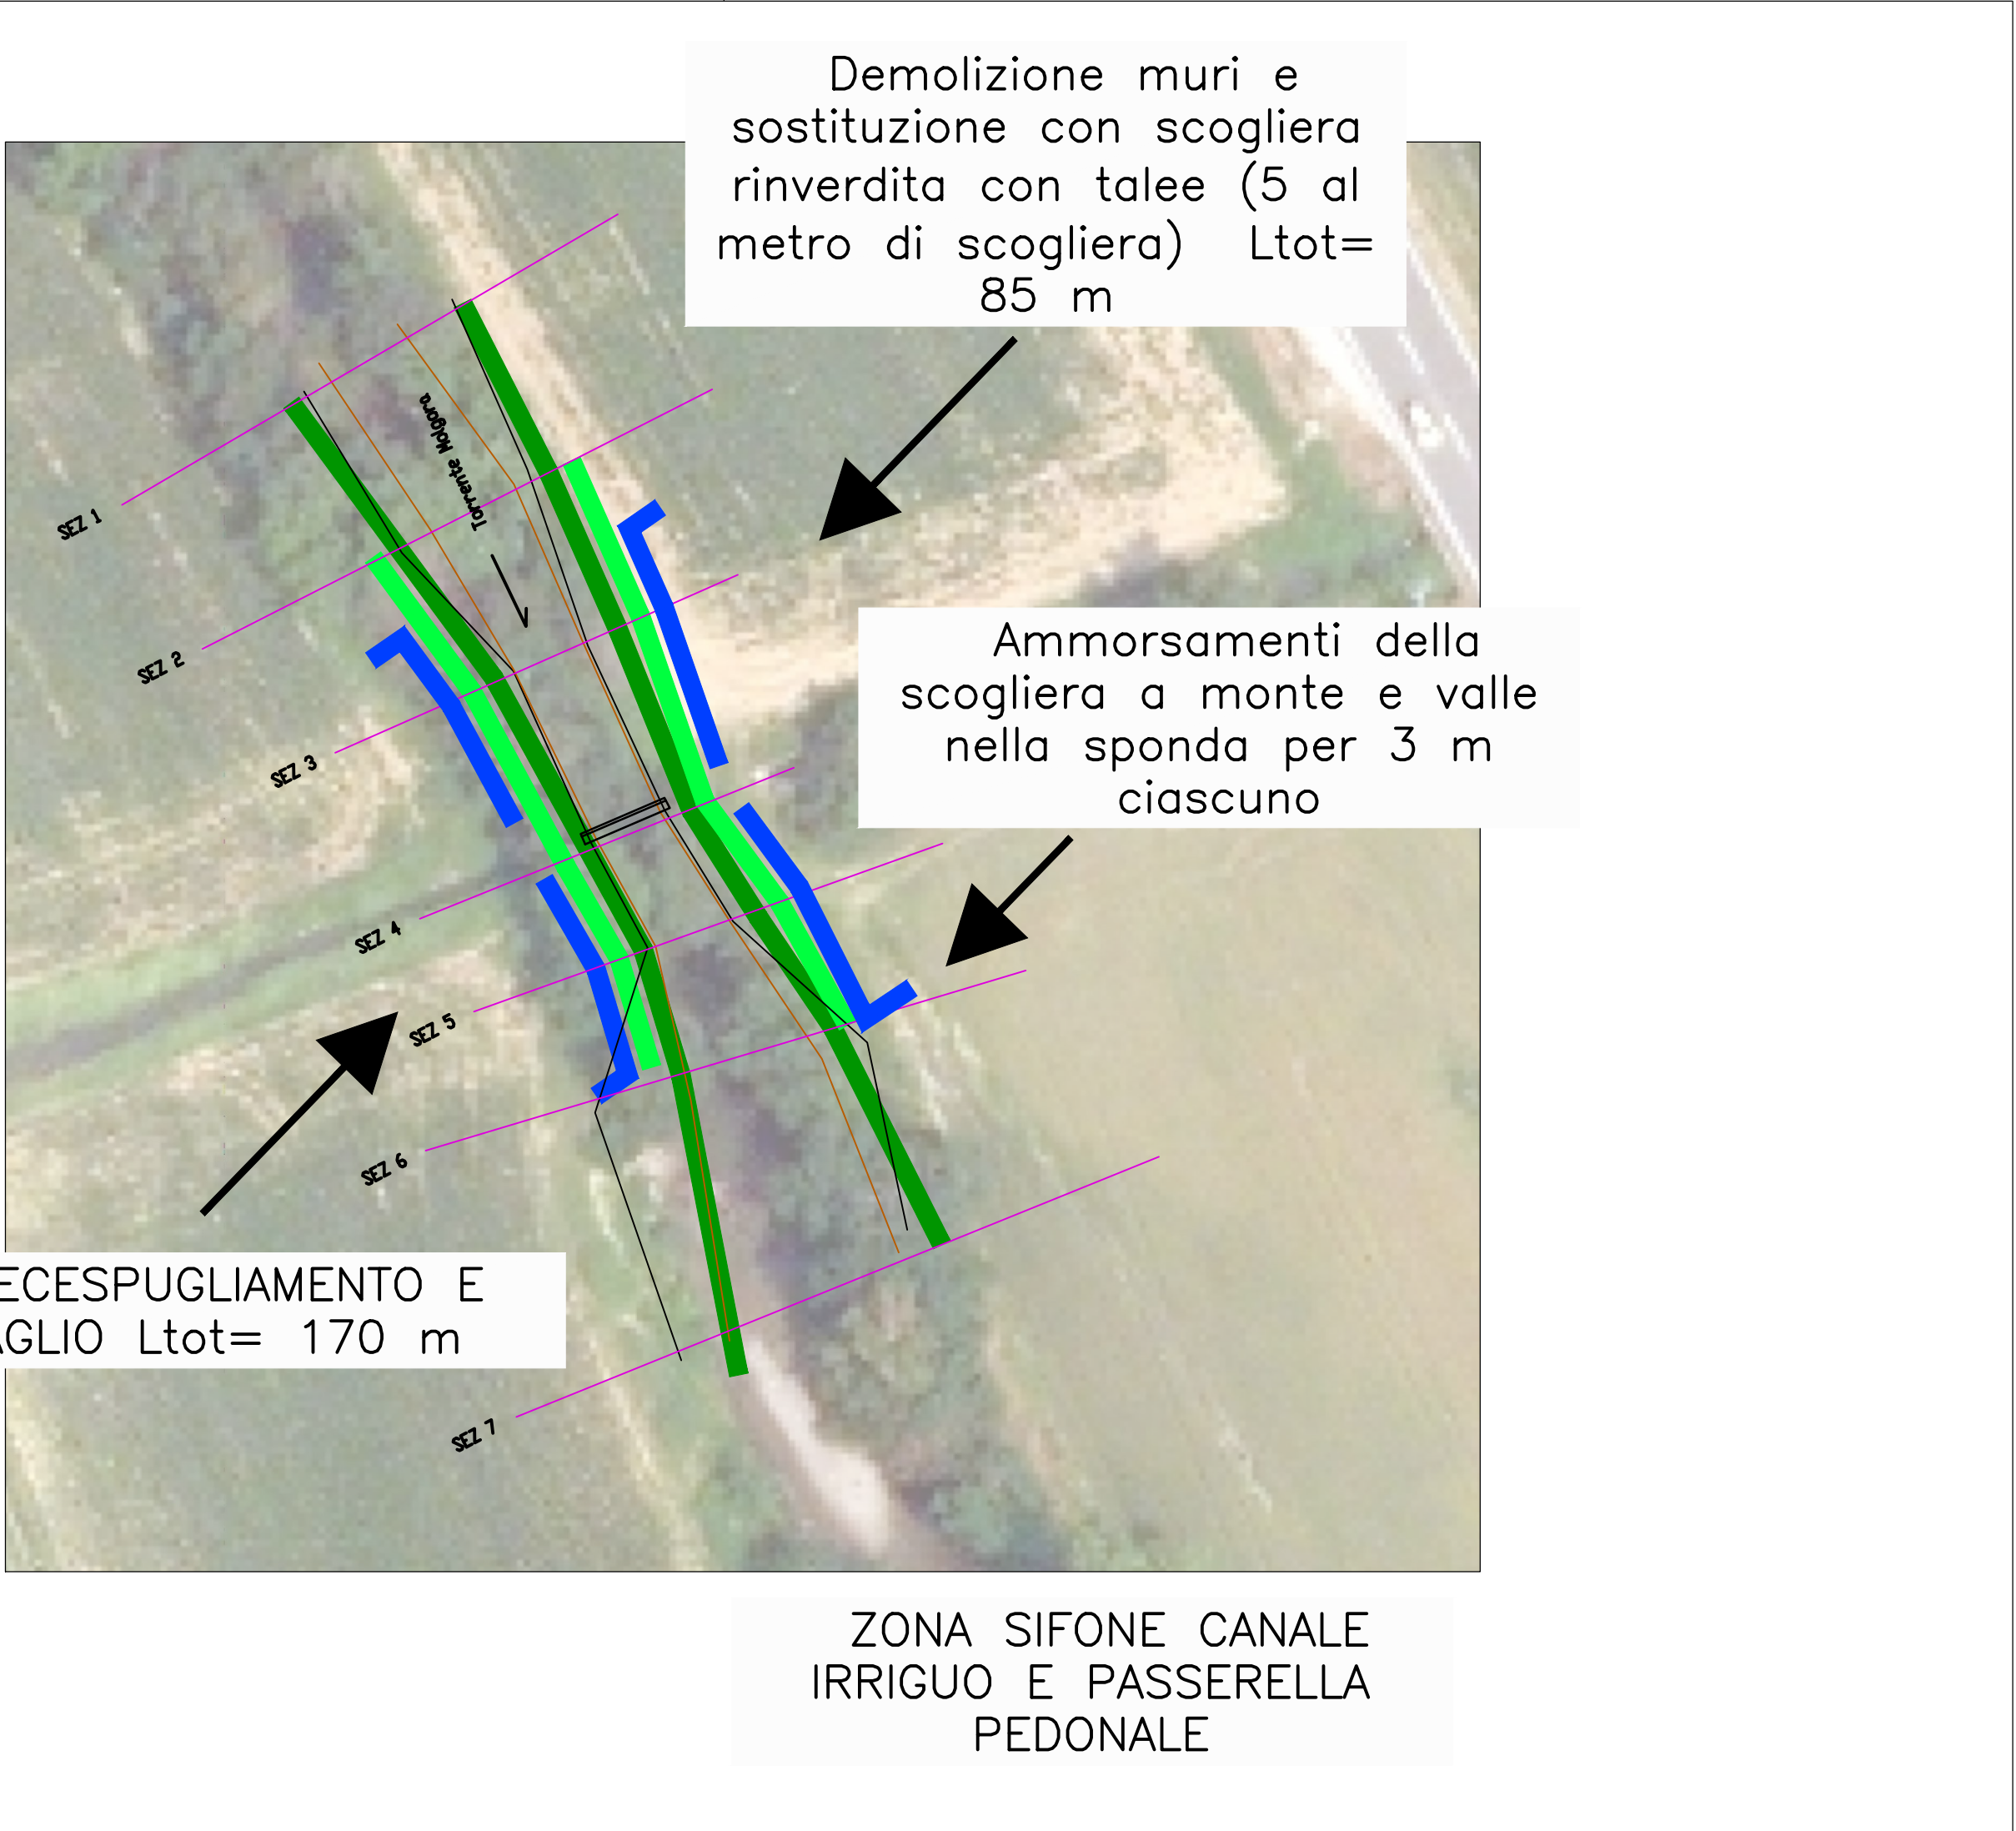 Demolizione muri e
sostituzione con scogliera
rinverdita con talee (5 al
metro di scogliera) Ltot=
85 m
Torrente Molgora
SEZ 1
SEZ 2
SEZ 3
Ammorsamenti della
scogliera a monte e valle
nella sponda per 3 m
ciascuno
SEZ 4
SEZ 5
SEZ 6
ECESPUGLIAMENTO E
AGLIO Ltot= 170 m
SEZ 7
ZONA SIFONE CANALE
IRRIGUO E PASSERELLA
PEDONALE